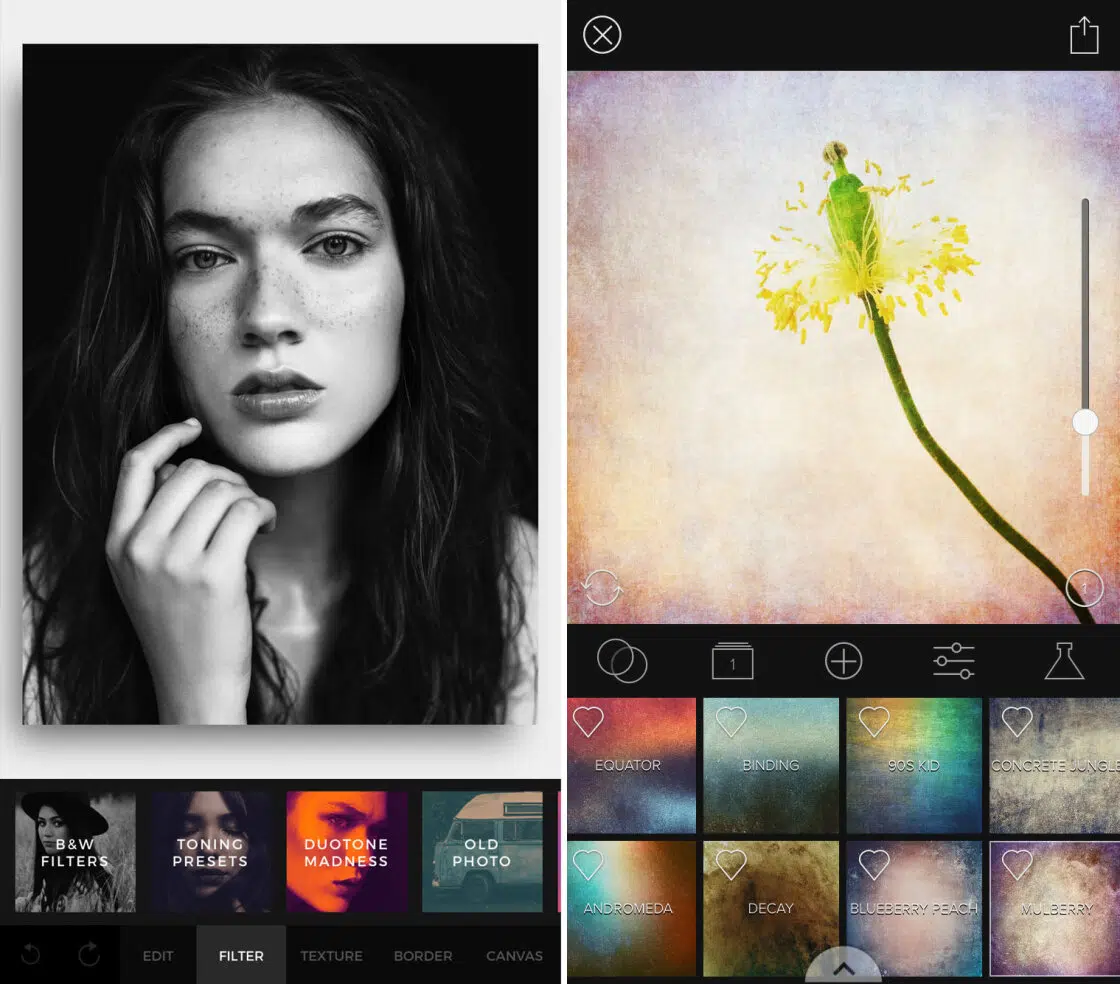 B&W
FILTERS
TONING
PRESETS
DUOTONE
MADNESS
OLD
PHOTO
EDIT
FILTER
TEXTURE
BORDER
CANVAS
1
1
EQUATOR
BINDING
90S KID
CONCRETE JUNGLE
ANDROMEDA
DECAY
BLUEBERRY PEACH
MULBERRY